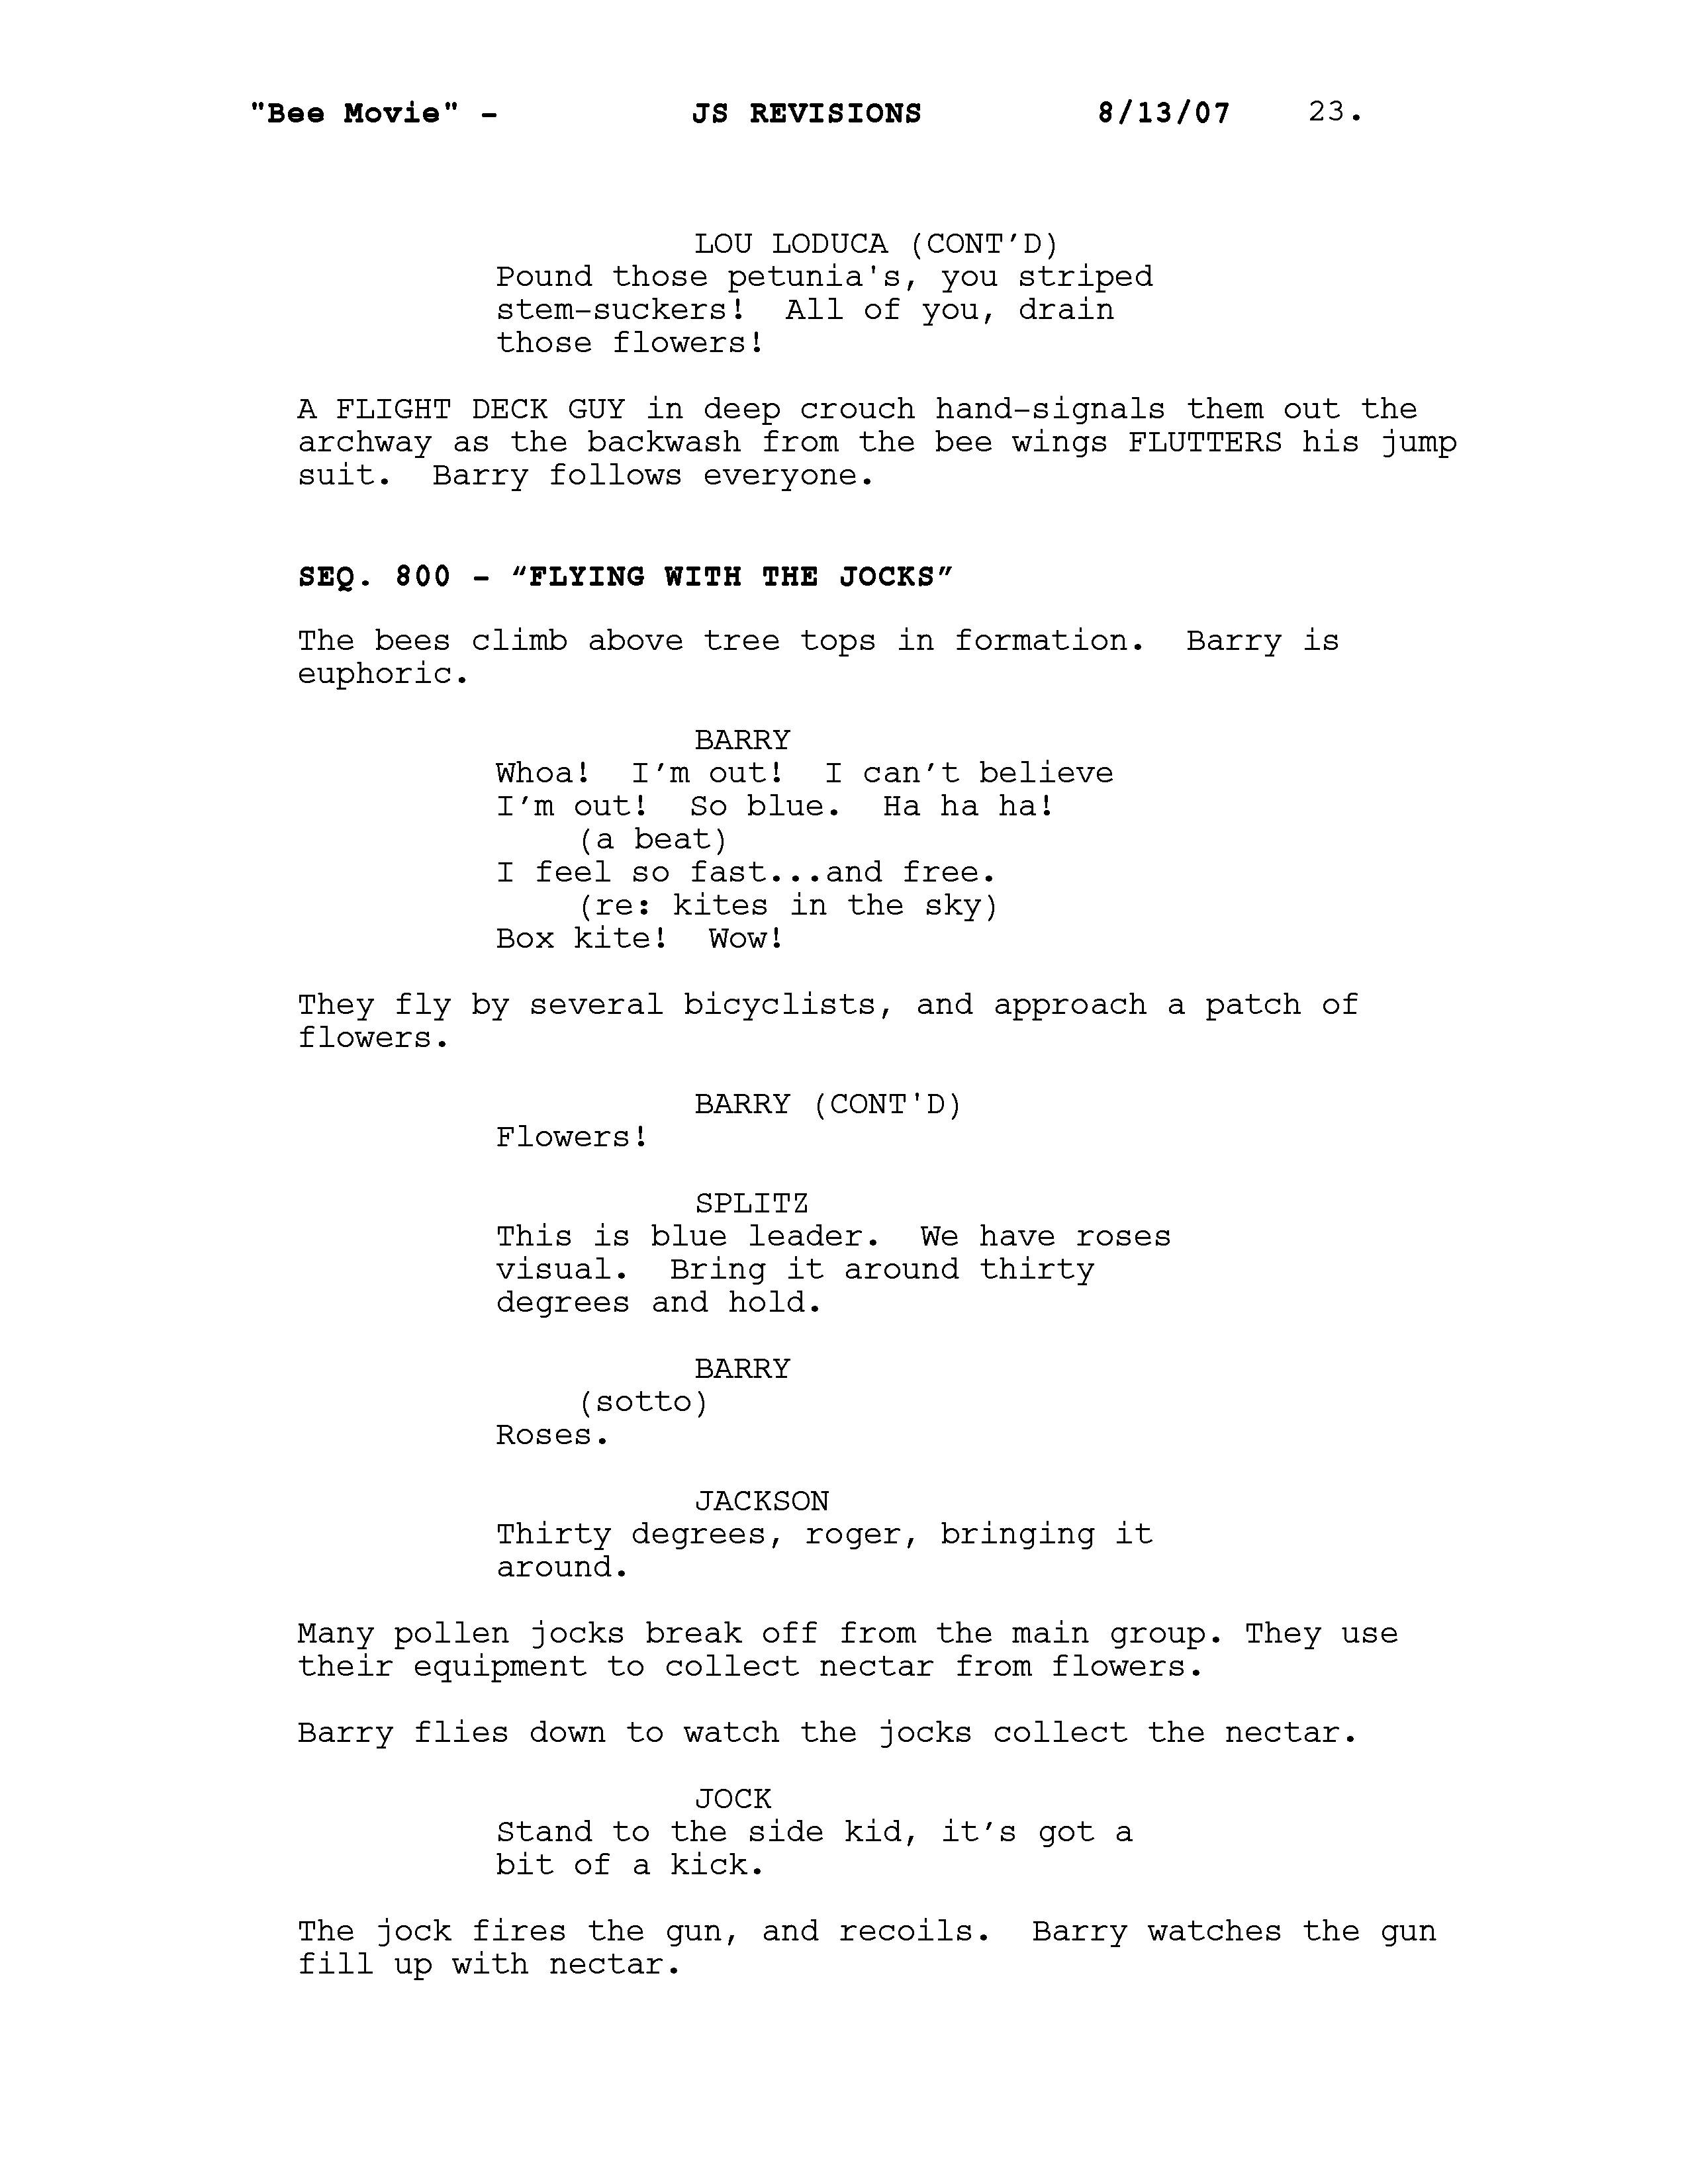 "Bee Movie" - JS REVISIONS 8/13/07 23.
LOU LODUCA (CONT’D)
Pound those petunia's, you striped
stem-suckers!  All of you, drain
those flowers!
A FLIGHT DECK GUY in deep crouch hand-signals them out the
archway as the backwash from the bee wings FLUTTERS his jump
suit.  Barry follows everyone.
SEQ. 800 - “FLYING WITH THE JOCKS”
The bees climb above tree tops in formation.  Barry is
euphoric.
BARRY
Whoa!  I’m out!  I can’t believe
I’m out!  So blue.  Ha ha ha!
(a beat)
I feel so fast...and free.
(re: kites in the sky)
Box kite!  Wow!
They fly by several bicyclists, and approach a patch of
flowers.
BARRY (CONT'D)
Flowers!
SPLITZ
This is blue leader.  We have roses
visual.  Bring it around thirty
degrees and hold.
BARRY
(sotto)
Roses.
JACKSON
Thirty degrees, roger, bringing it
around.
Many pollen jocks break off from the main group. They use
their equipment to collect nectar from flowers.
Barry flies down to watch the jocks collect the nectar.
JOCK
Stand to the side kid, it’s got a
bit of a kick.
The jock fires the gun, and recoils.  Barry watches the gun
fill up with nectar.